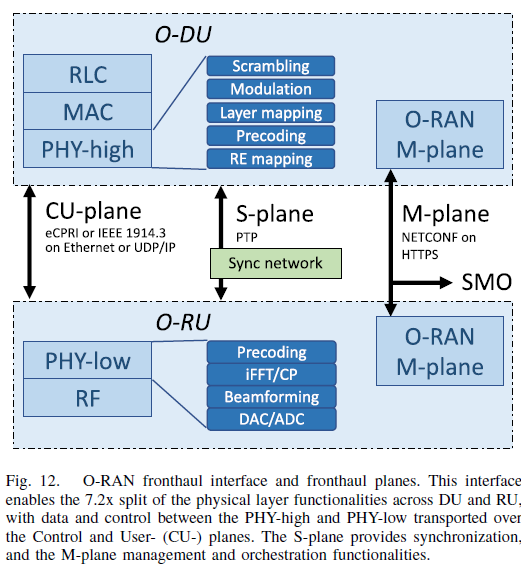 O-DU
RLC
MAC
PHY-high
Scrambling
Modulation
Layer mapping
Precoding
RE mapping
O-RAN
M-plane
CU-plane
eCPRI or IEEE 1914.3
on Ethernet or UDP/IP
S-plane
PTP
Sync network
M-plane
NETCONF on
HTTPS
SMO
O-RU
PHY-low
RF
Precoding
iFFT/CP
Beamforming
DAC/ADC
O-RAN
M-plane
Fig. 12. O-RAN fronthaul interface and fronthaul planes. This interface
enables the 7.2x split of the physical layer functionalities across DU and RU,
with data and control between the PHY-high and PHY-low transported over
the Control and User- (CU-) planes. The S-plane provides synchronization,
and the M-plane management and orchestration functionalities.